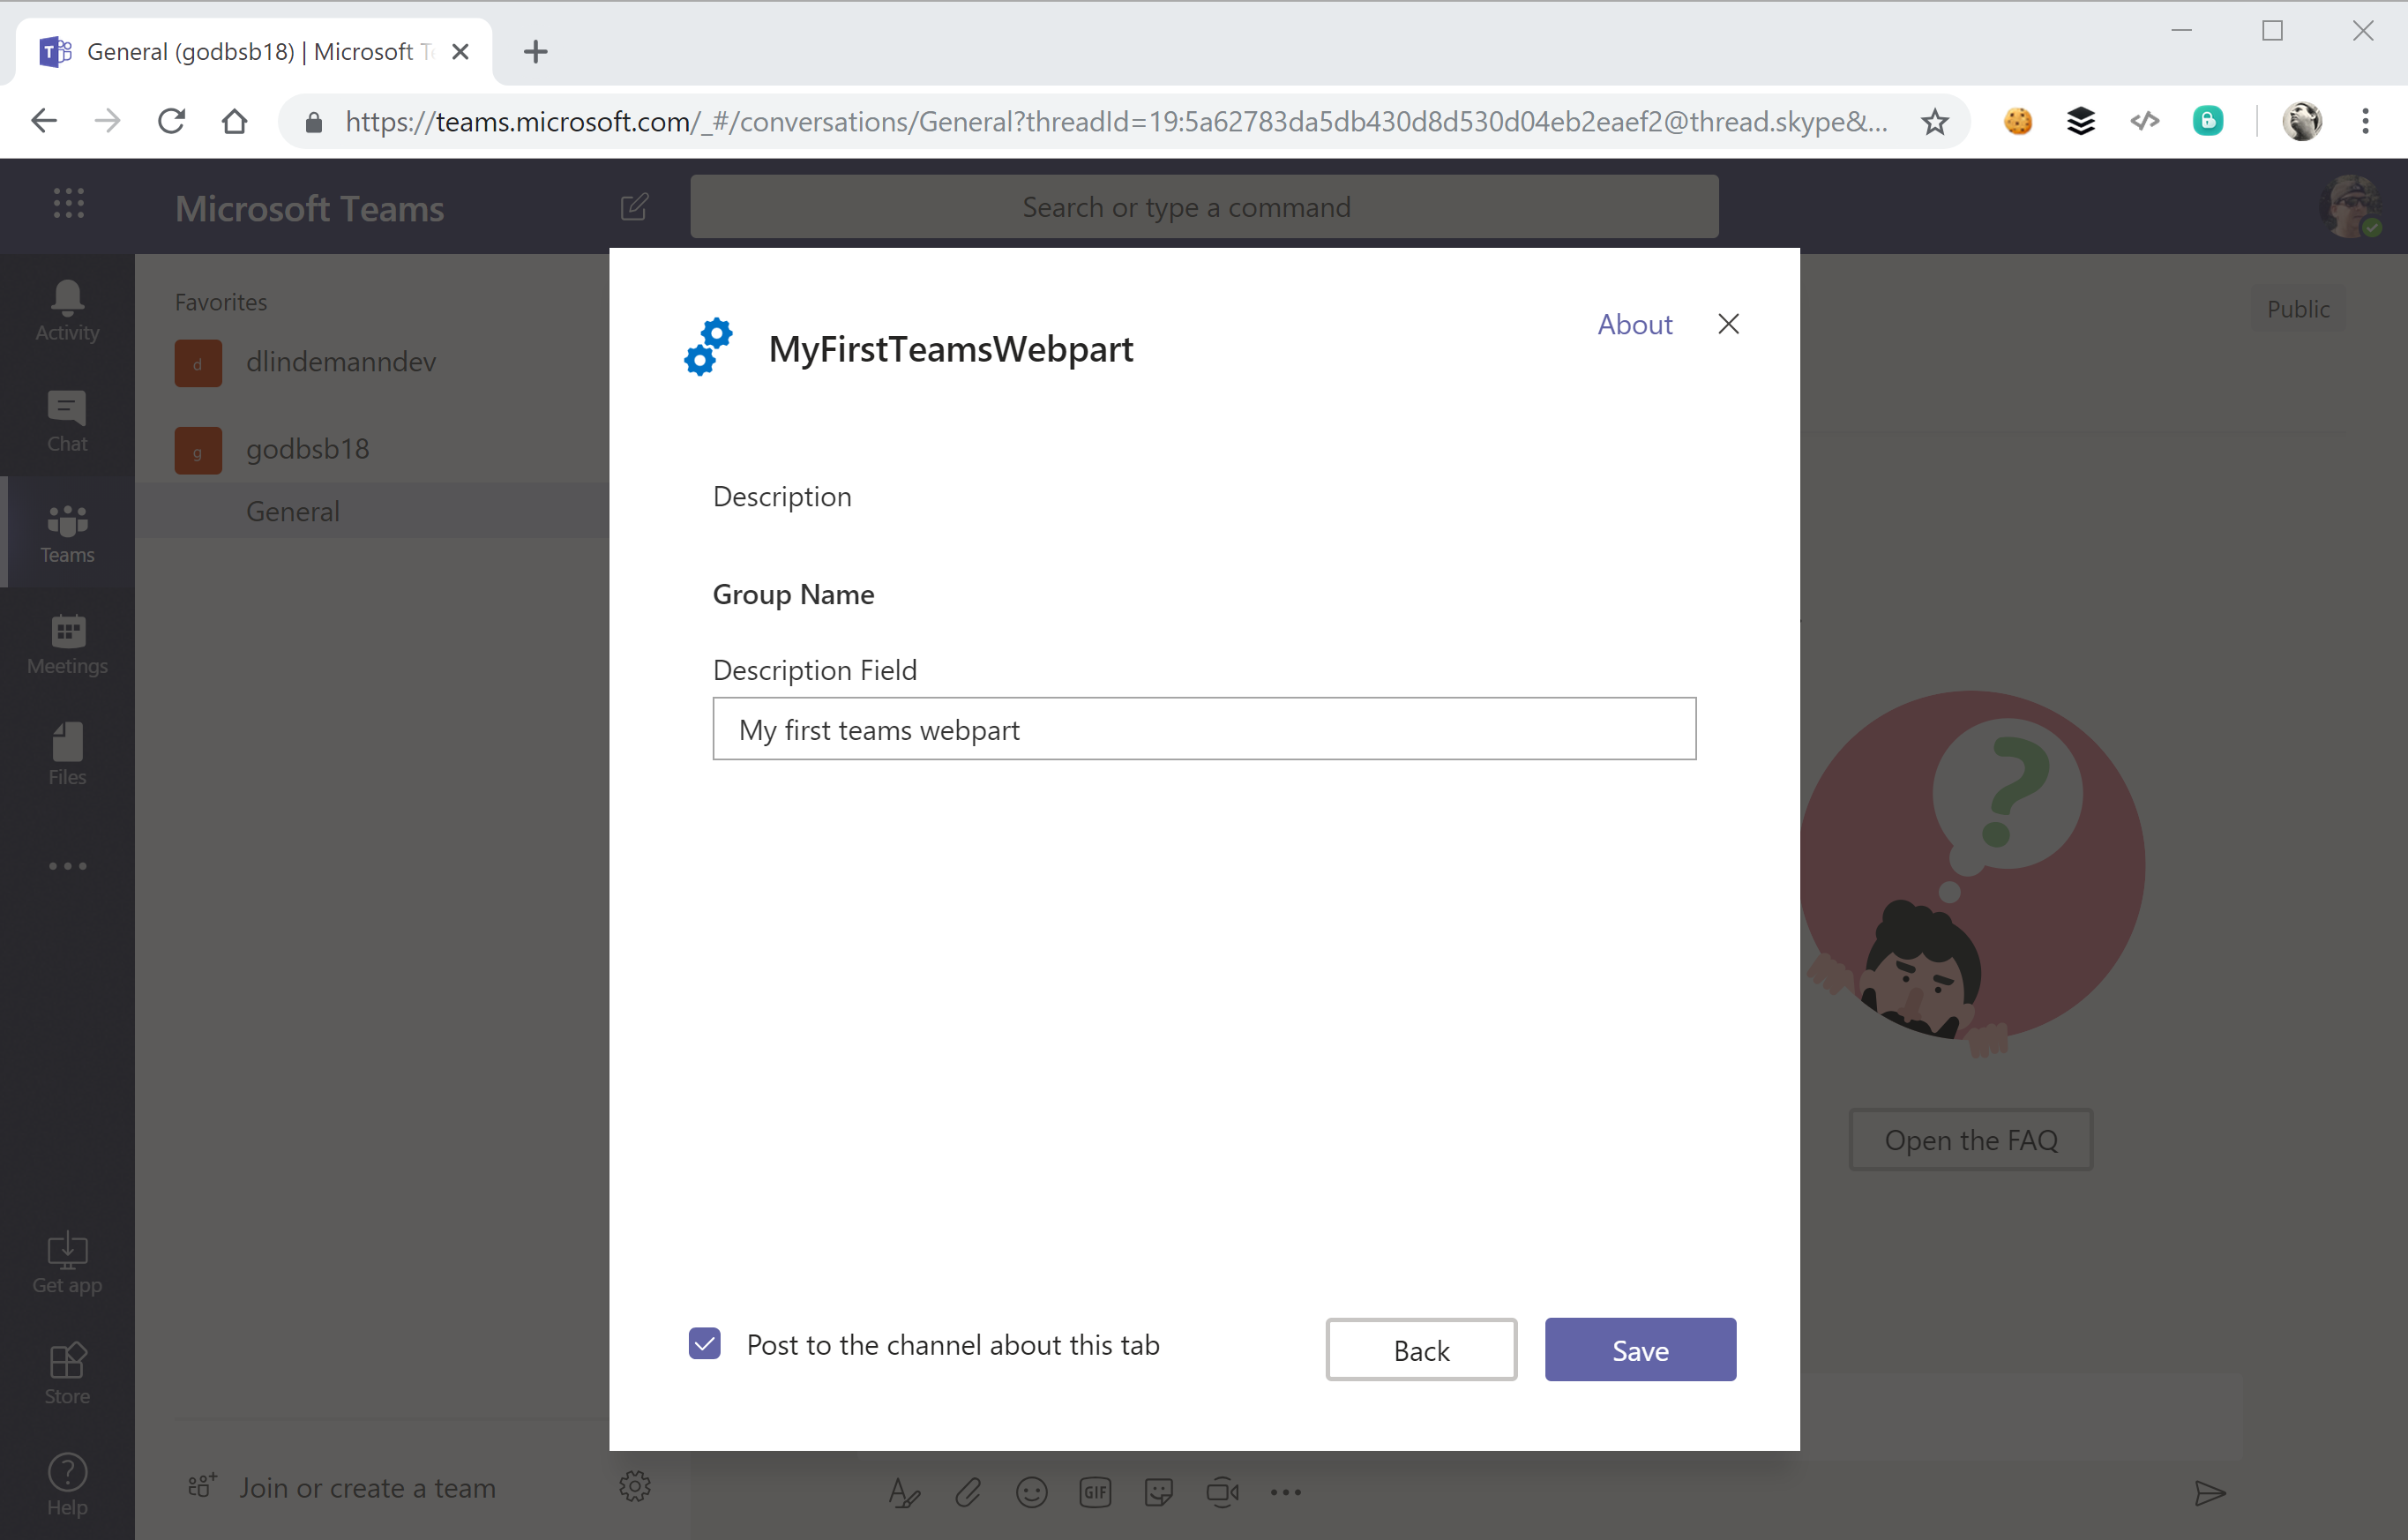 General (godbsb18) | Microsoft
https://teams.microsoft.com/_#/conversations/General?threadId=19:5a62783da5db430d8d530d04eb2eaef2@thread.skype&...
Microsoft Teams
Search or type a command
Activity
Chat
Teams
Meetings
Files
Get app
Store
Help
Favorites
d
dlindemanndev
g
godbsb18
General
Join or create a team
Public
MyFirstTeamsWebpart
About
Description
Group Name
Description Field
My first teams webpart
Post to the channel about this tab
Back
Save
?
Open the FAQ
GIF